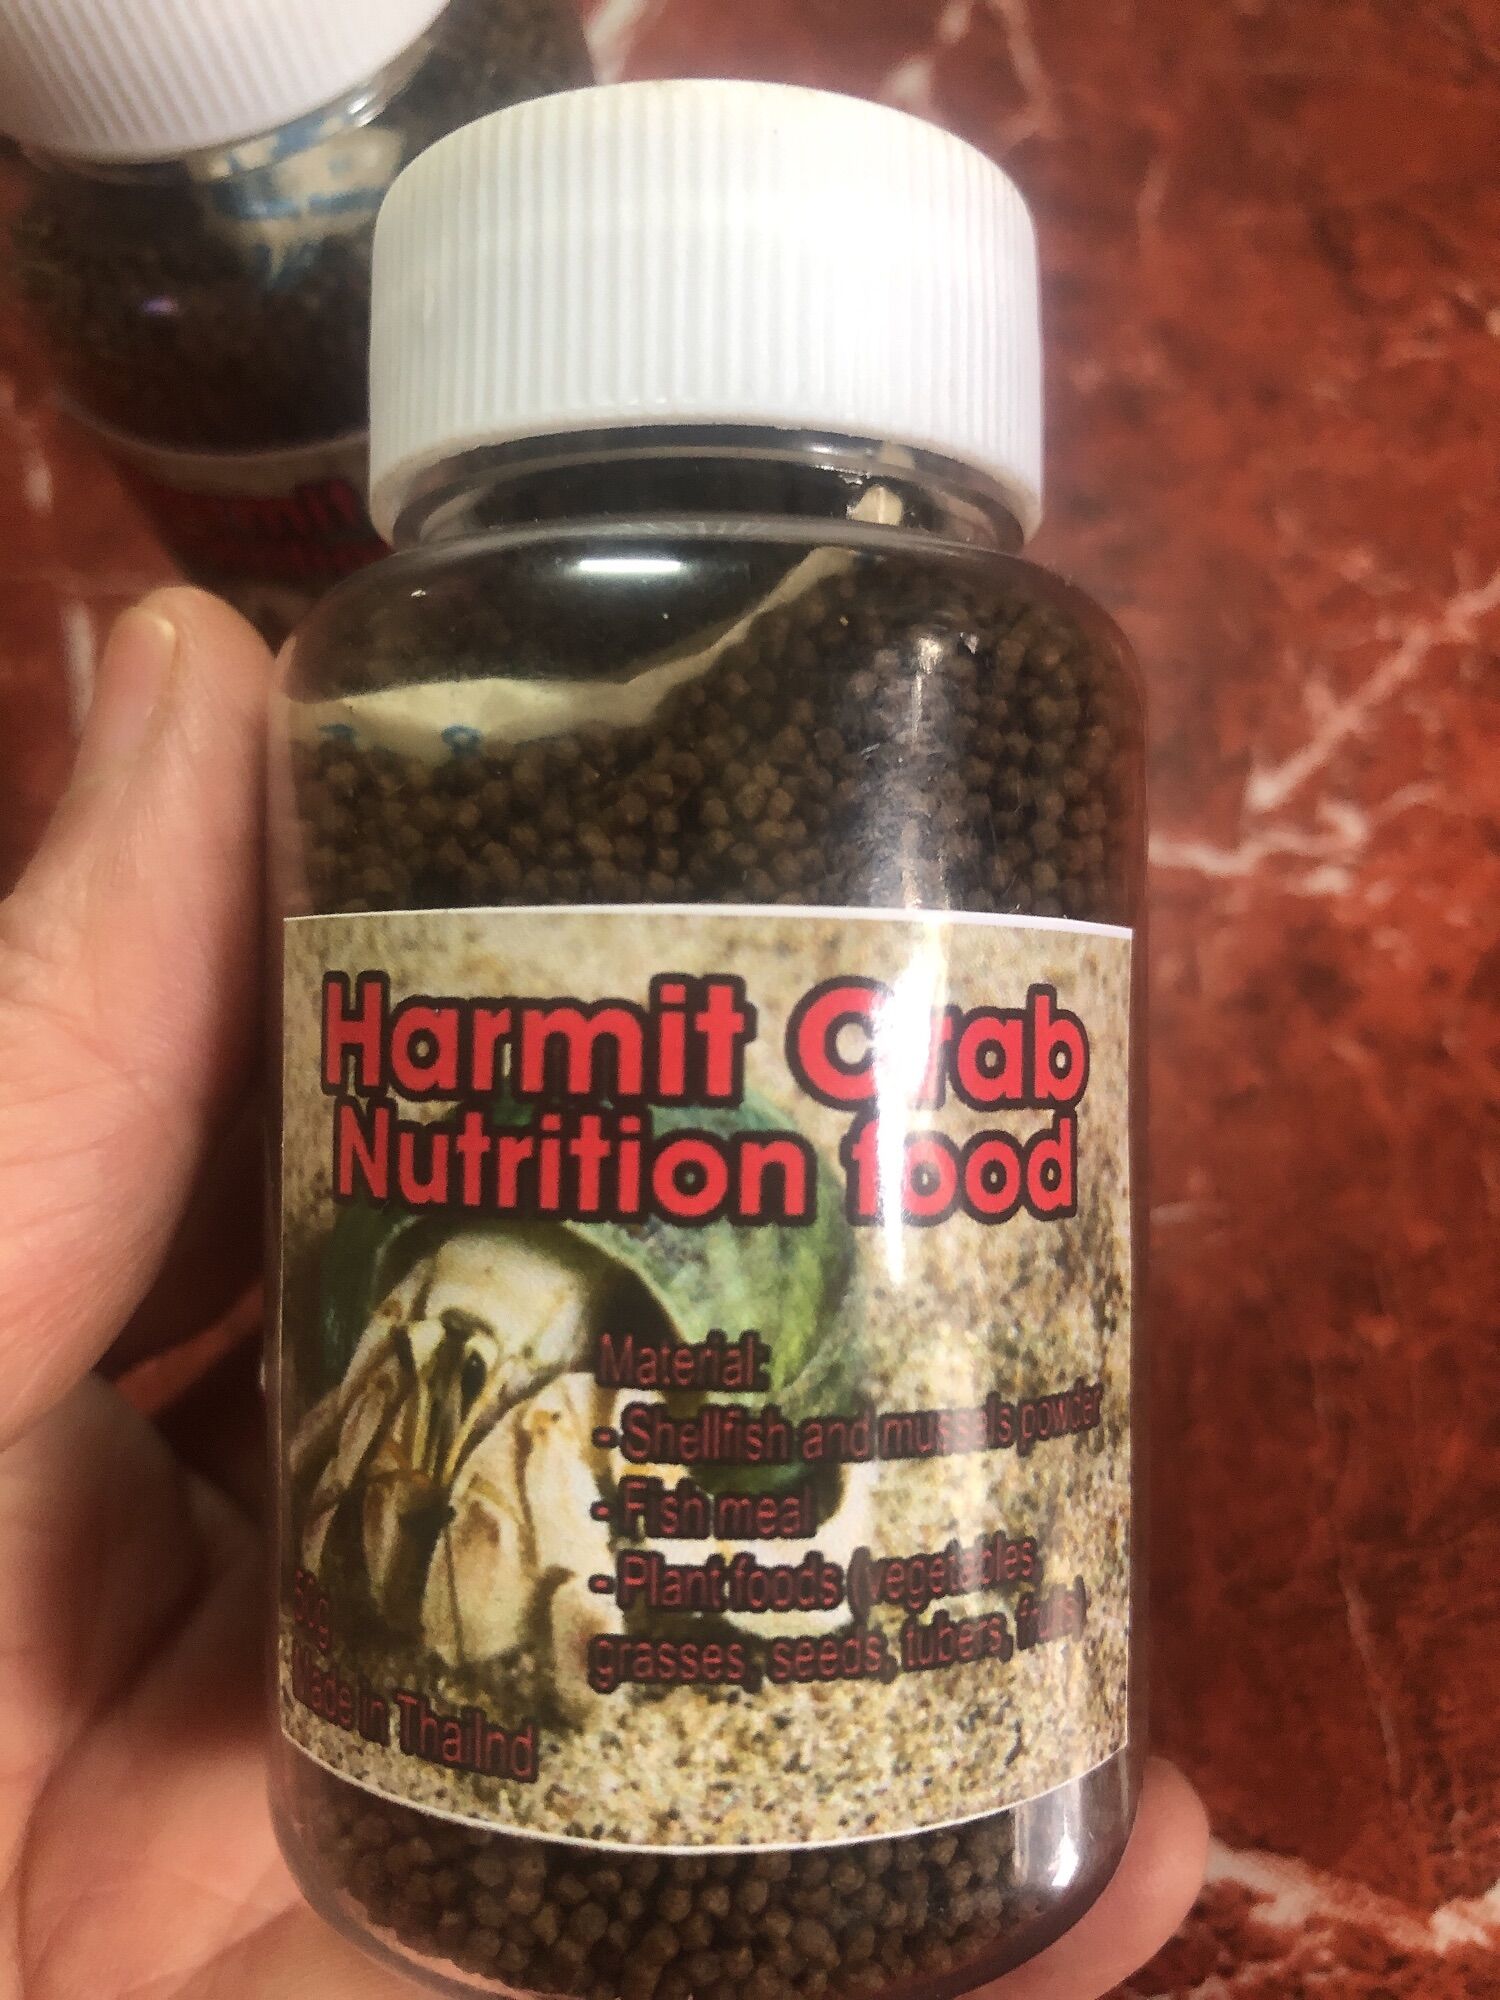 Harmit Crab
Nutrition food
Material:
- Shellfish and mussels powder
- Fish meal
- Plant foods (vegetables,
grasses, seeds, tubers, fruits)
50g
Made in Thailnd